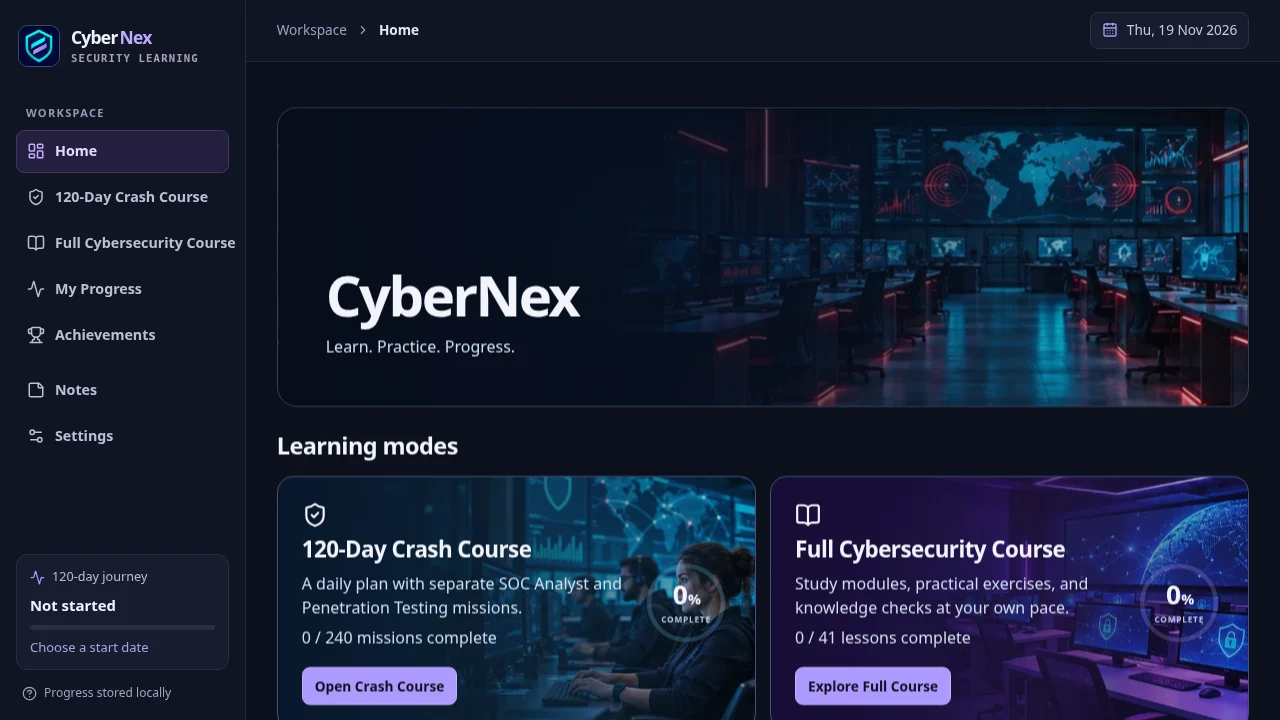 CyberNex
SECURITY LEARNING
WORKSPACE
Home
120-Day Crash Course
Full Cybersecurity Course
My Progress
Achievements
Notes
Settings
120-day journey
Not started
Choose a start date
Progress stored locally
Workspace > Home
Thu, 19 Nov 2026
CyberNex
Learn. Practice. Progress.
Learning modes
120-Day Crash Course
A daily plan with separate SOC Analyst and
Penetration Testing missions.
0 / 240 missions complete
0%
COMPLETE
Open Crash Course
Full Cybersecurity Course
Study modules, practical exercises, and
knowledge checks at your own pace.
0 / 41 lessons complete
0%
COMPLETE
Explore Full Course